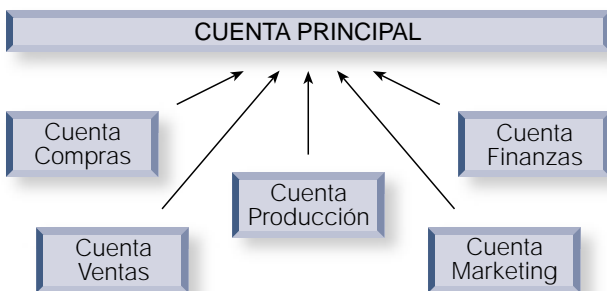 CUENTA PRINCIPAL
Cuenta
Compras
Cuenta
Finanzas
Cuenta
Producción
Cuenta
Ventas
Cuenta
Marketing